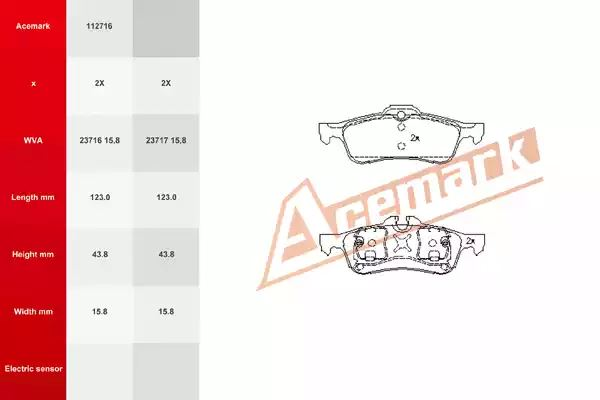 Acemark 112716
x 2X 2X
WVA 23716 15,8 23717 15,8
Length mm 123.0 123.0
Height mm 43.8 43.8
Width mm 15.8 15.8
Electric sensor
2x
2x
Acemark